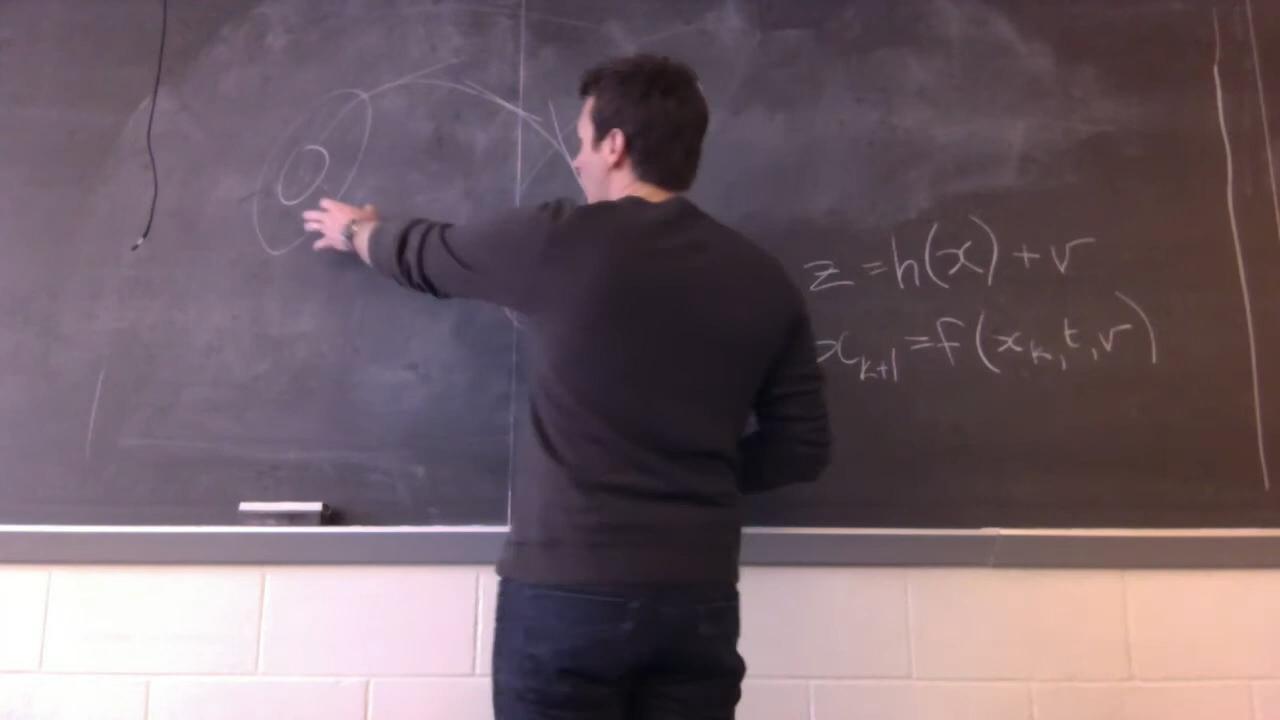 z = h(x) + v
x_{k+1} = f(x_k, t, v)